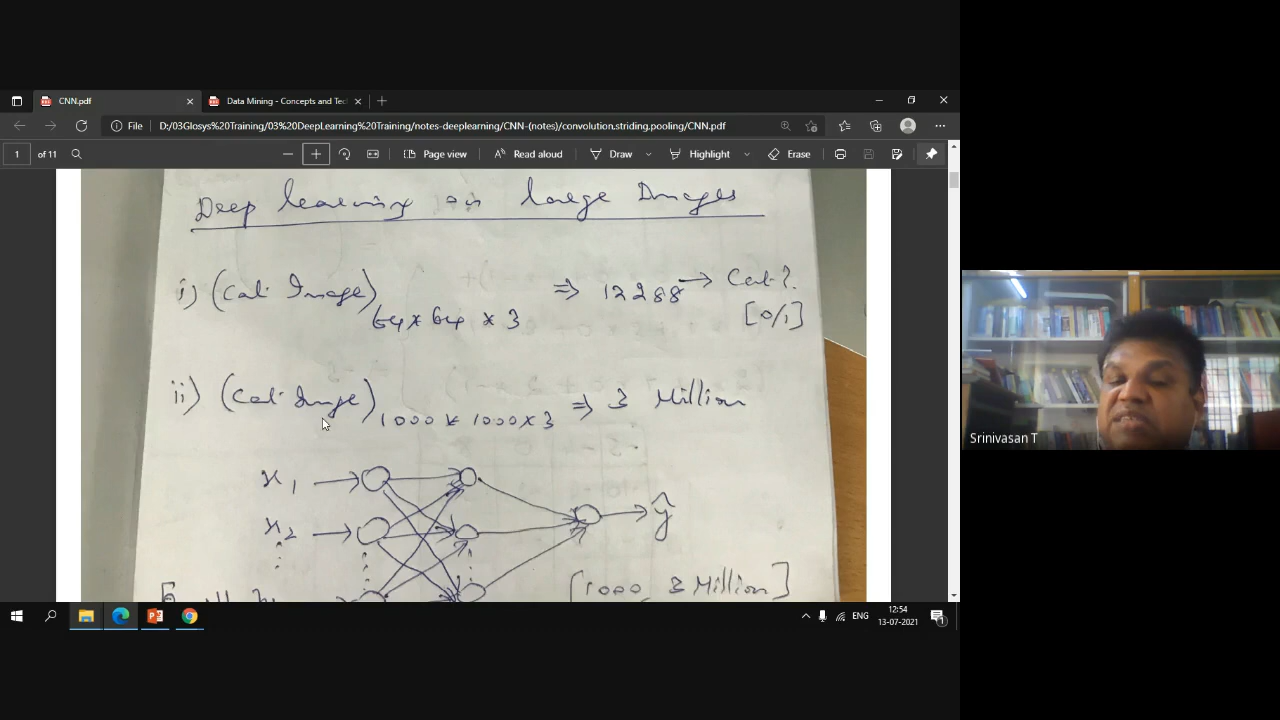 CNN.pdf
Data Mining - Concepts and Tec
File
D:/03Glosys%20Training/03%20DeepLearning%20Training/notes-deeplearning/CNN-(notes)/convolution.striding.pooling/CNN.pdf
1 of 11
Page view
Read aloud
Draw
Highlight
Erase
Deep learning on large Images
i) (Cat Image) 64 x 64 x 3 ⇒ 12288 → Cat?
[0/1]
ii) (Cat Image) 1000 x 1000 x 3 ⇒ 3 Million
x1
x2
ŷ
[1000, 3 Million]
Srinivasan T
ENG
12:54
13-07-2021
1